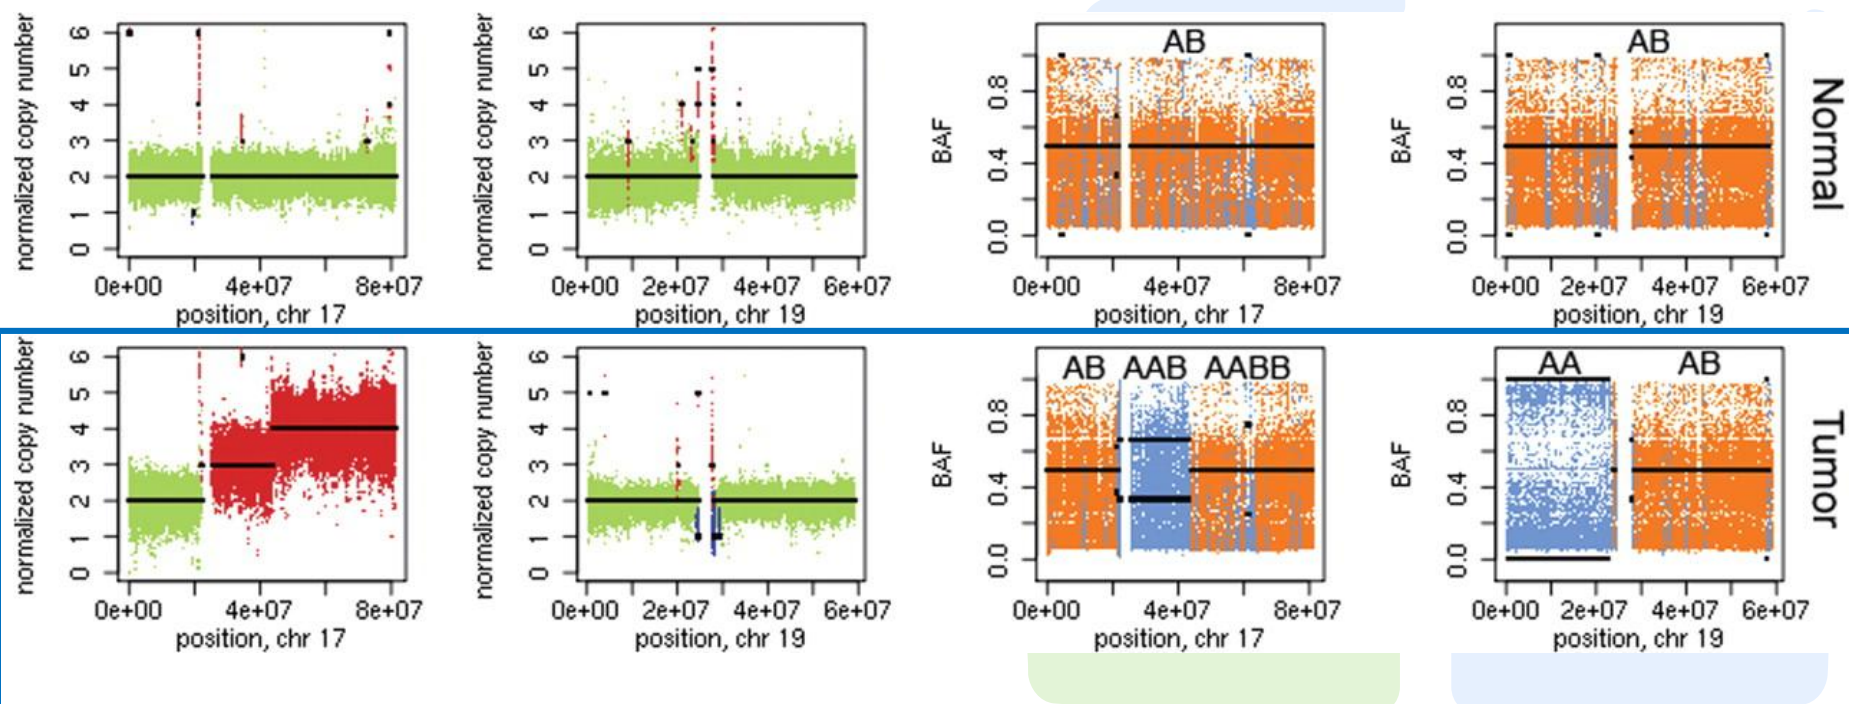 normalized copy number
6
5
4
3
2
1
0
0e+00 4e+07 8e+07
position, chr 17
normalized copy number
6
5
4
3
2
1
0
0e+00 2e+07 4e+07 6e+07
position, chr 19
BAF
AB
0.8
0.4
0.0
0e+00 4e+07 8e+07
position, chr 17
BAF
AB
0.8
0.4
0.0
0e+00 2e+07 4e+07 6e+07
position, chr 19
Normal
normalized copy number
6
5
4
3
2
1
0
0e+00 4e+07 8e+07
position, chr 17
normalized copy number
6
5
4
3
2
1
0
0e+00 2e+07 4e+07 6e+07
position, chr 19
BAF
AB AAB AABB
0.8
0.4
0.0
0e+00 4e+07 8e+07
position, chr 17
BAF
AA AB
0.8
0.4
0.0
0e+00 2e+07 4e+07 6e+07
position, chr 19
Tumor